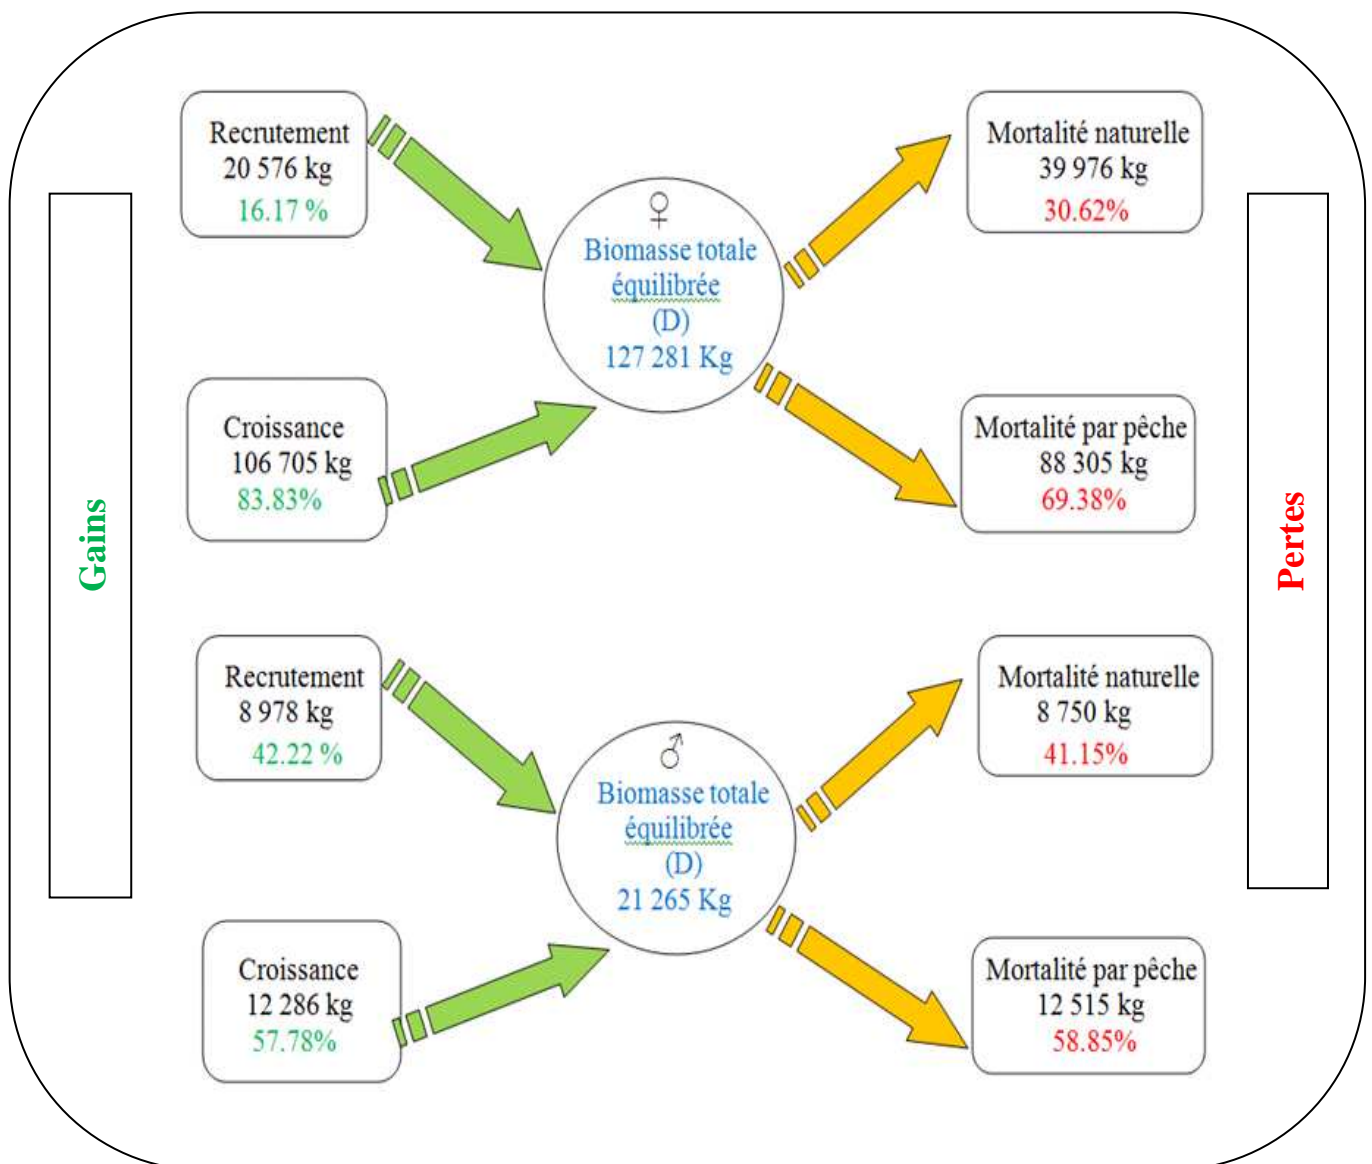 Gains
Recrutement
20 576 kg
16.17 %
Croissance
106 705 kg
83.83%
♀
Biomasse totale
équilibrée
(D)
127 281 Kg
Mortalité naturelle
39 976 kg
30.62%
Mortalité par pêche
88 305 kg
69.38%
Recrutement
8 978 kg
42.22 %
Croissance
12 286 kg
57.78%
♂
Biomasse totale
équilibrée
(D)
21 265 Kg
Mortalité naturelle
8 750 kg
41.15%
Mortalité par pêche
12 515 kg
58.85%
Pertes